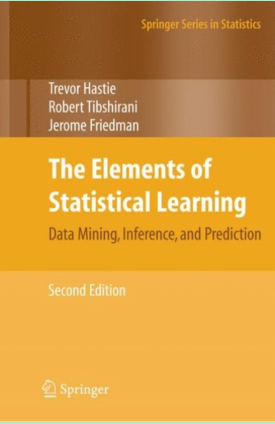 Springer Series in Statistics
Trevor Hastie
Robert Tibshirani
Jerome Friedman
The Elements of
Statistical Learning
Data Mining, Inference, and Prediction
Second Edition
Springer